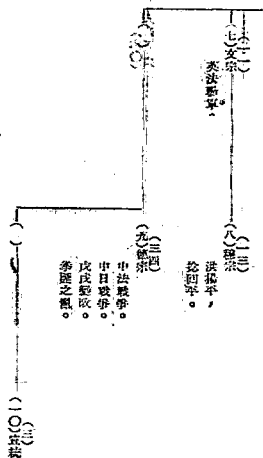 (一一)
(七)文宗
英法聯軍。
(一三)
(八)穆宗
洪楊平。
捻回平。
(三四)
(九)德宗
中法戰爭。
中日戰爭。
戊戌變政。
拳匪之亂。
(三)
(一〇)宣統